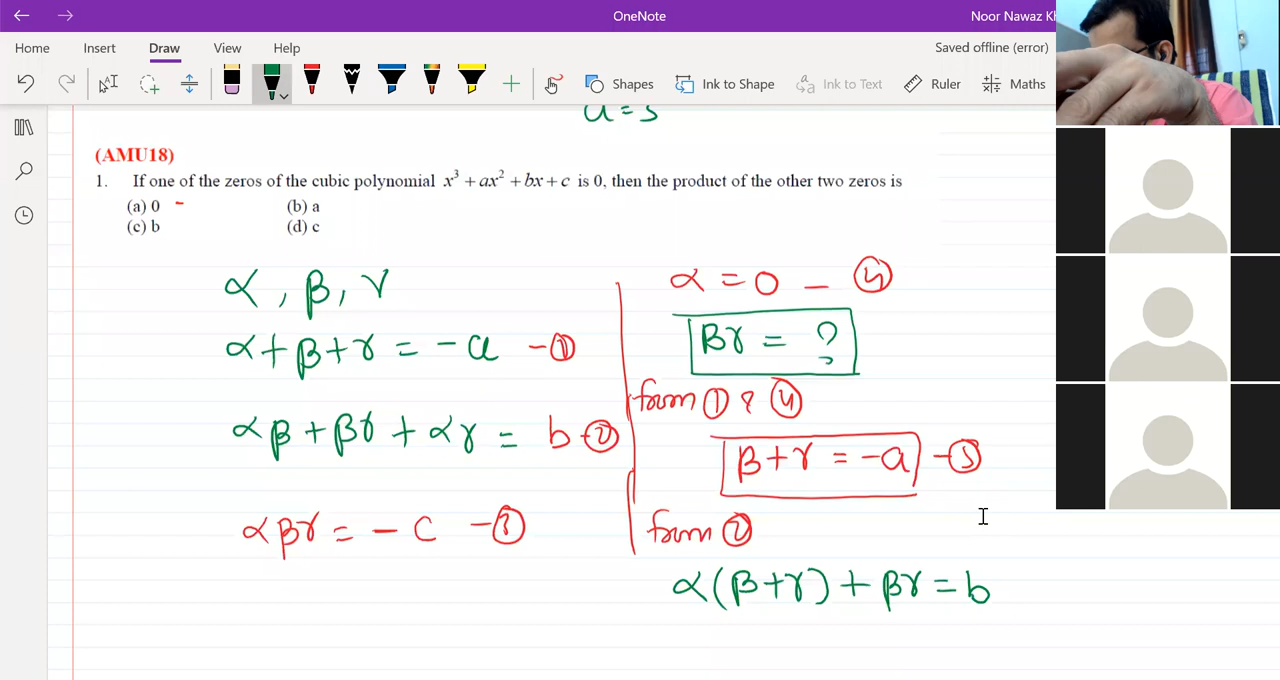 OneNote
Noor Nawaz Kh
Home Insert Draw View Help
Saved offline (error)
Shapes Ink to Shape Ink to Text Ruler Maths
a = 3
(AMU18)
1. If one of the zeros of the cubic polynomial x³ + ax² + bx + c is 0, then the product of the other two zeros is
(a) 0 (b) a
(c) b (d) c
α, β, γ
α + β + γ = - a - ①
αβ + βγ + αγ = b - ②
αβγ = - c - ③
α = 0 - ④
βγ = ?
from ① & ④
β + γ = -a - ⑤
from ②
α(β+γ) + βγ = b